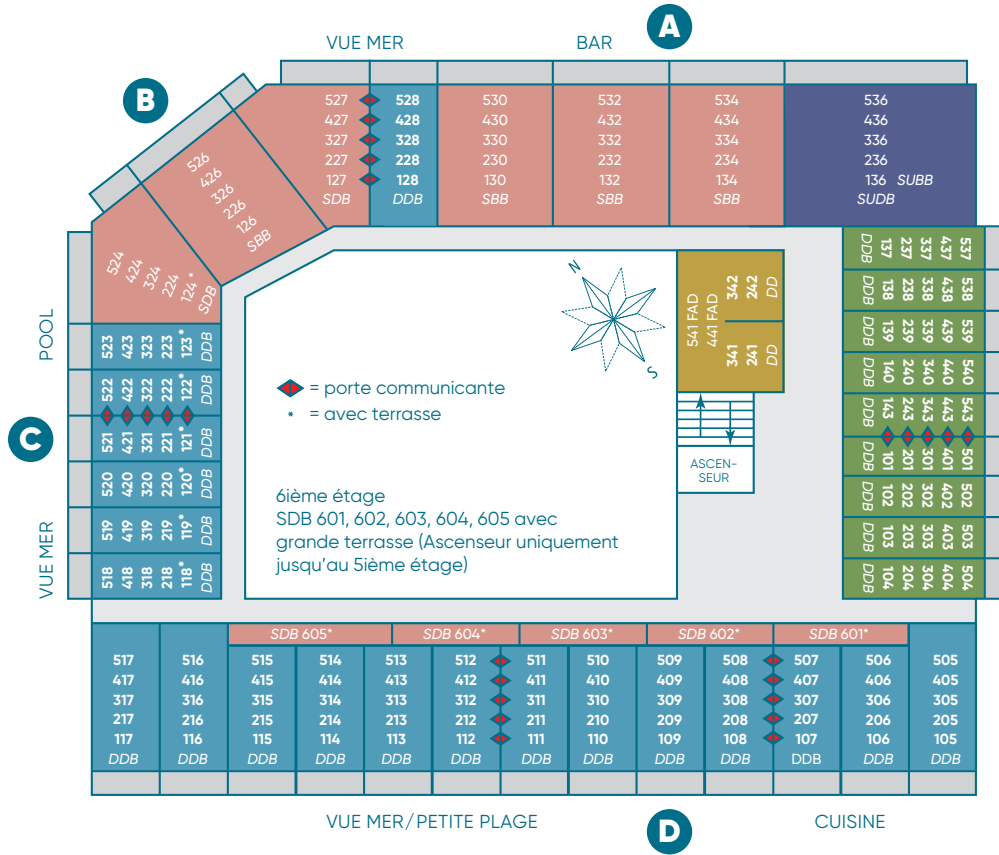 A
VUE MER
BAR
B
527
427
327
227
127
SDB
528
428
328
228
128
DDB
530
430
330
230
130
SBB
532
432
332
232
132
SBB
534
434
334
234
134
SBB
536
436
336
236
136 SUBB
SUDB
526
426
326
226
126
SBB
524
424
324
224
124*
SDB
POOL
523
423
323
223
123*
DDB
522
422
322
222
122*
DDB
C
521
421
321
221
121*
DDB
520
420
320
220
120*
DDB
VUE MER
519
419
319
219
119*
DDB
518
418
318
218
118*
DDB
N
S
541 FAD
441 FAD
342
242
DD
341
241
DD
= porte communicante
* = avec terrasse
ASCEN-
SEUR
6ième étage
SDB 601, 602, 603, 604, 605 avec
grande terrasse (Ascenseur uniquement
jusqu'au 5ième étage)
DDB
137
237
337
437
537
DDB
138
238
338
438
538
DDB
139
239
339
439
539
DDB
140
240
340
440
540
DDB
143
243
343
443
543
DDB
101
201
301
401
501
DDB
102
202
302
402
502
DDB
103
203
303
403
503
DDB
104
204
304
404
504
SDB 605*
SDB 604*
SDB 603*
SDB 602*
SDB 601*
517
417
317
217
117
DDB
516
416
316
216
116
DDB
515
415
315
215
115
DDB
514
414
314
214
114
DDB
513
413
313
213
113
DDB
512
412
312
212
112
DDB
511
411
311
211
111
DDB
510
410
310
210
110
DDB
509
409
309
209
109
DDB
508
408
308
208
108
DDB
507
407
307
207
107
DDB
506
406
306
206
106
DDB
505
405
305
205
105
DDB
VUE MER/PETITE PLAGE
D
CUISINE